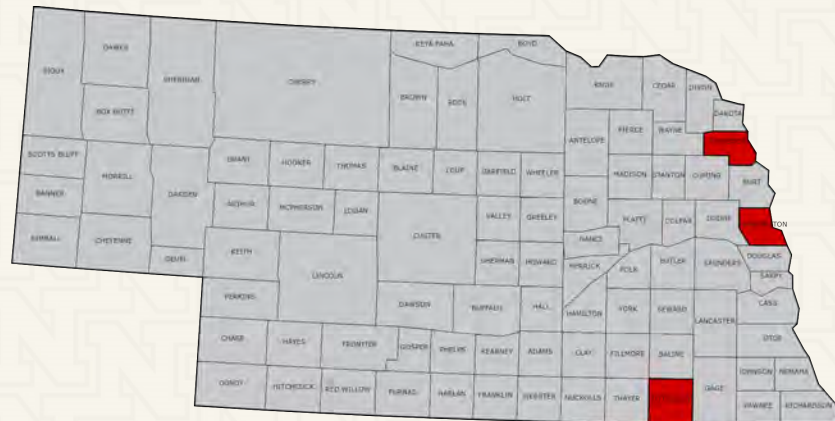 KEYA PAHA
BOYD
DAWES
SIOUX
SHERIDAN
CHERRY
KNOX
CEDAR
DIXON
BROWN
ROCK
HOLT
DAKOTA
BOX BUTTE
ANTELOPE
PIERCE
WAYNE
SCOTTS BLUFF
GRANT
HOOKER
THOMAS
BLAINE
LOUP
GARFIELD
WHEELER
MADISON
STANTON
CUMING
BURT
MORRILL
BANNER
GARDEN
ARTHUR
MCPHERSON
LOGAN
BOONE
VALLEY
GREELEY
PLATTE
COLFAX
DODGE
TON
CUSTER
KIMBALL
CHEYENNE
NANCE
KEITH
DEUEL
LINCOLN
SHERMAN
HOWARD
MERRICK
POLK
BUTLER
SAUNDERS
DOUGLAS
SARPY
PERKINS
DAWSON
BUFFALO
HALL
HAMILTON
YORK
SEWARD
LANCASTER
CASS
CHASE
HAYES
FRONTIER
GOSPER
PHELPS
KEARNEY
ADAMS
CLAY
FILLMORE
SALINE
OTOE
DUNDY
HITCHCOCK
RED WILLOW
FURNAS
HARLAN
FRANKLIN
WEBSTER
NUCKOLLS
THAYER
GAGE
JOHNSON
NEMAHA
PAWNEE
RICHARDSON